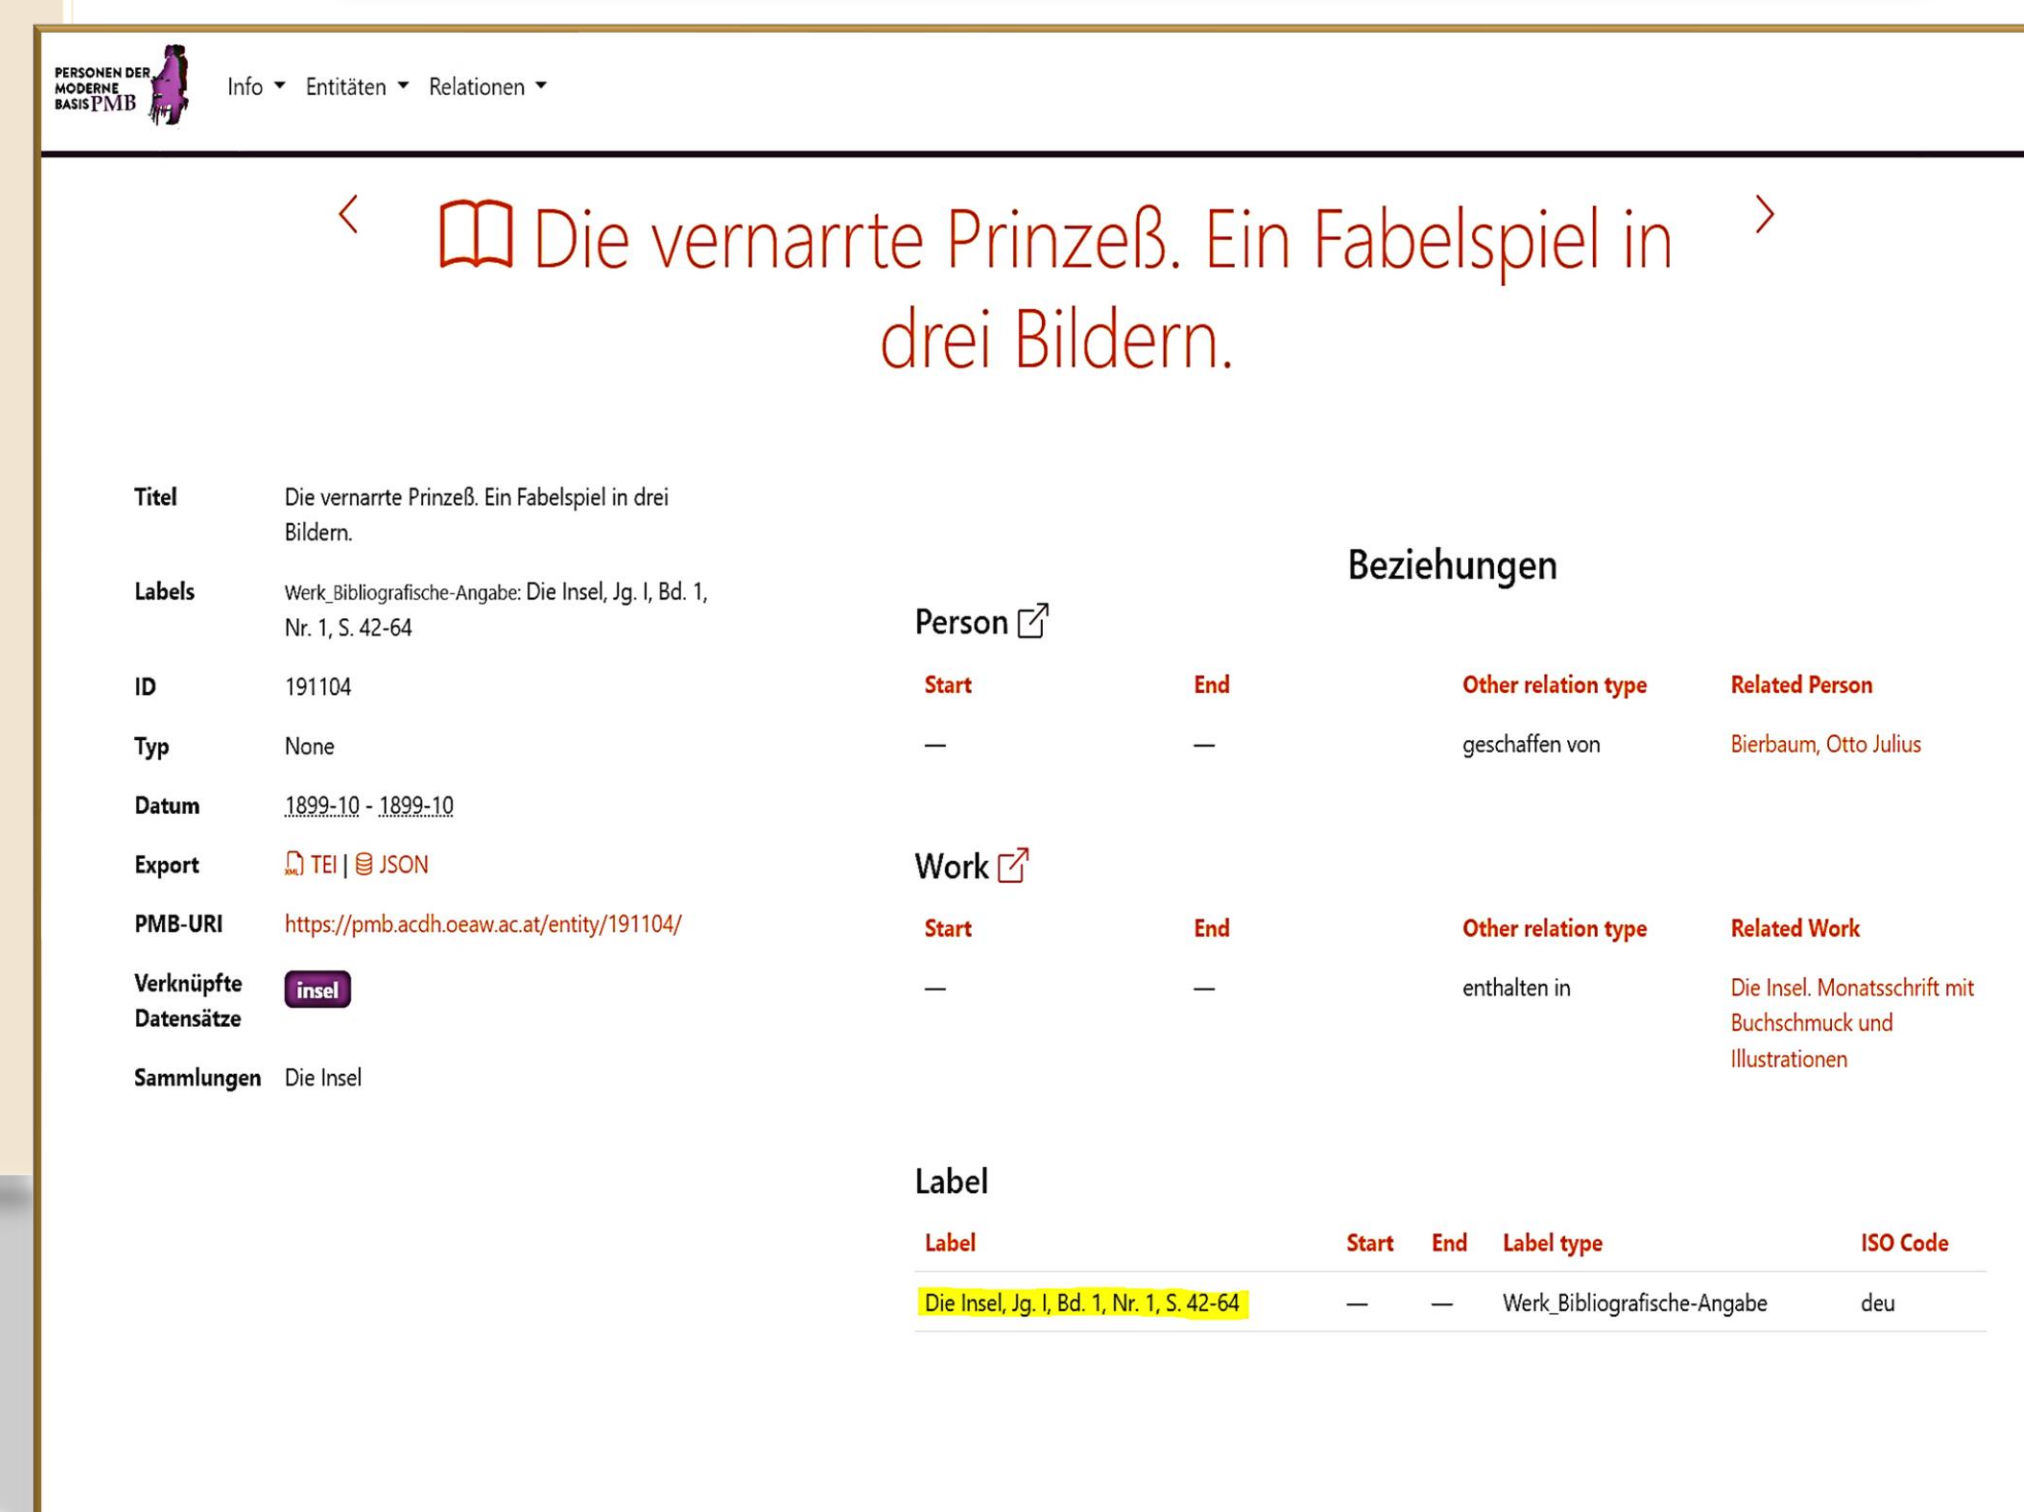 PERSONEN DER
MODERNE
BASIS PMB
Info Entitäten Relationen
Die vernarrte Prinzeß. Ein Fabelspiel in
drei Bildern.
Titel Die vernarrte Prinzeß. Ein Fabelspiel in drei
Bildern.
Labels Werk_Bibliografische-Angabe: Die Insel, Jg. I, Bd. 1,
Nr. 1, S. 42-64
ID 191104
Typ None
Datum 1899-10 - 1899-10
Export TEI | JSON
PMB-URI https://pmb.acdh.oeaw.ac.at/entity/191104/
Verknüpfte insel
Datensätze
Sammlungen Die Insel
Beziehungen
Person
Start End Other relation type Related Person
— — geschaffen von Bierbaum, Otto Julius
Work
Start End Other relation type Related Work
— — enthalten in Die Insel. Monatsschrift mit
Buchschmuck und
Illustrationen
Label
Label Start End Label type ISO Code
Die Insel, Jg. I, Bd. 1, Nr. 1, S. 42-64 — — Werk_Bibliografische-Angabe deu